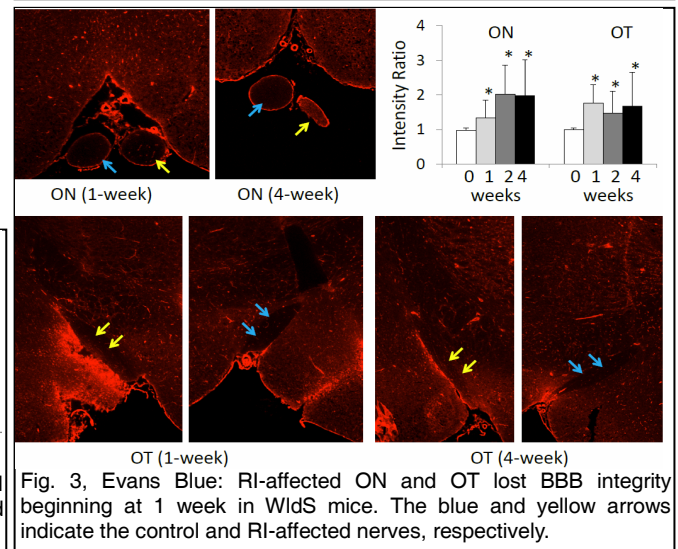 ON OT
Intensity Ratio
4
3
2
1
0
* * * * * *
0 1 2 4 0 1 2 4
weeks weeks
ON (1-week) ON (4-week)
OT (1-week) OT (4-week)
Fig. 3, Evans Blue: RI-affected ON and OT lost BBB integrity
beginning at 1 week in WldS mice. The blue and yellow arrows
indicate the control and RI-affected nerves, respectively.